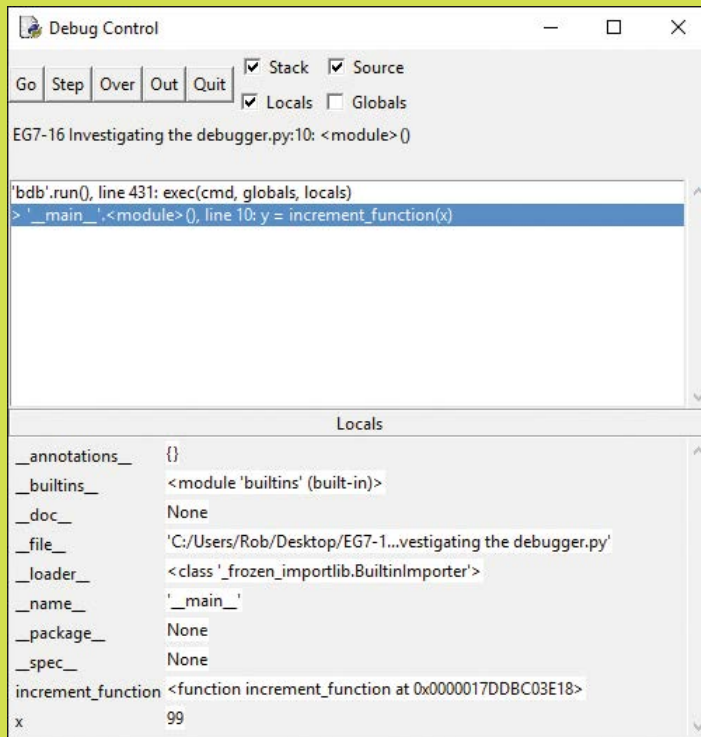 Debug Control
Go Step Over Out Quit
Stack Source
Locals Globals
EG7-16 Investigating the debugger.py:10: <module>()
'bdb'.run(), line 431: exec(cmd, globals, locals)
> '__main__'.<module>(), line 10: y = increment_function(x)
Locals
__annotations__ {}
__builtins__ <module 'builtins' (built-in)>
__doc__ None
__file__ 'C:/Users/Rob/Desktop/EG7-1...vestigating the debugger.py'
__loader__ <class '_frozen_importlib.BuiltinImporter'>
__name__ '__main__'
__package__ None
__spec__ None
increment_function <function increment_function at 0x0000017DDBC03E18>
x 99